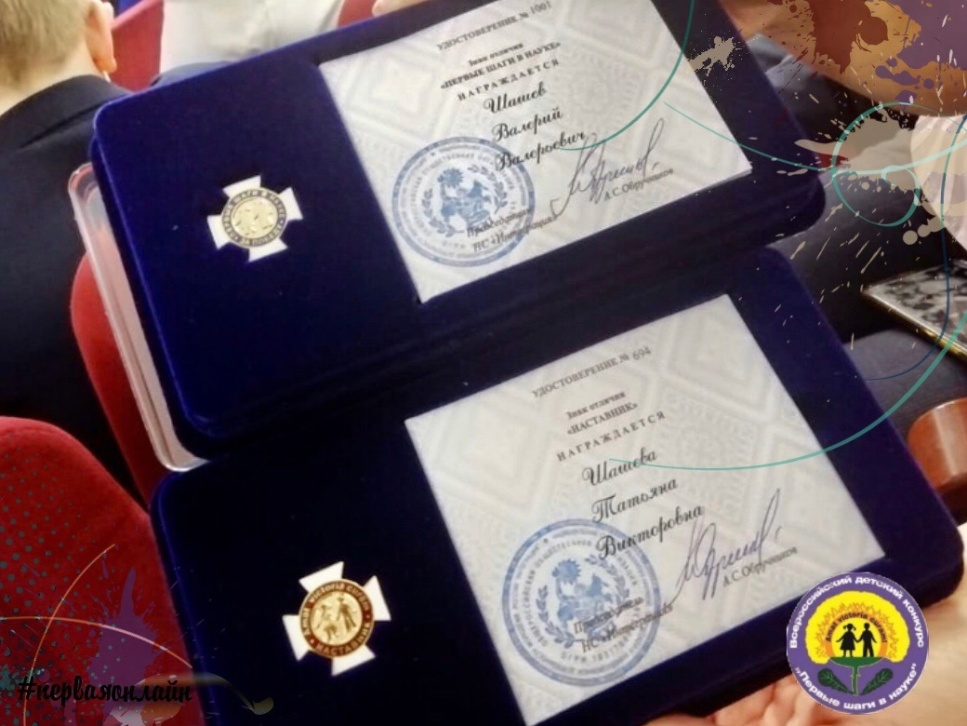 УДОСТОВЕРЕНИЕ № 1001
Знак отличия
«ПЕРВЫЕ ШАГИ В НАУКЕ»
НАГРАЖДАЕТСЯ
Шашев
Валерий
Валерьевич
Председатель
НС «Интеграция»
А.С.Обручников
УДОСТОВЕРЕНИЕ № 694
Знак отличия
«НАСТАВНИК»
НАГРАЖДАЕТСЯ
Шашева
Татьяна
Викторовна
Председатель
НС «Интеграция»
А.С.Обручников
НАСТАВНИК
Всероссийский детский конкурс
"Первые шаги в науке"
#перваяонлайн